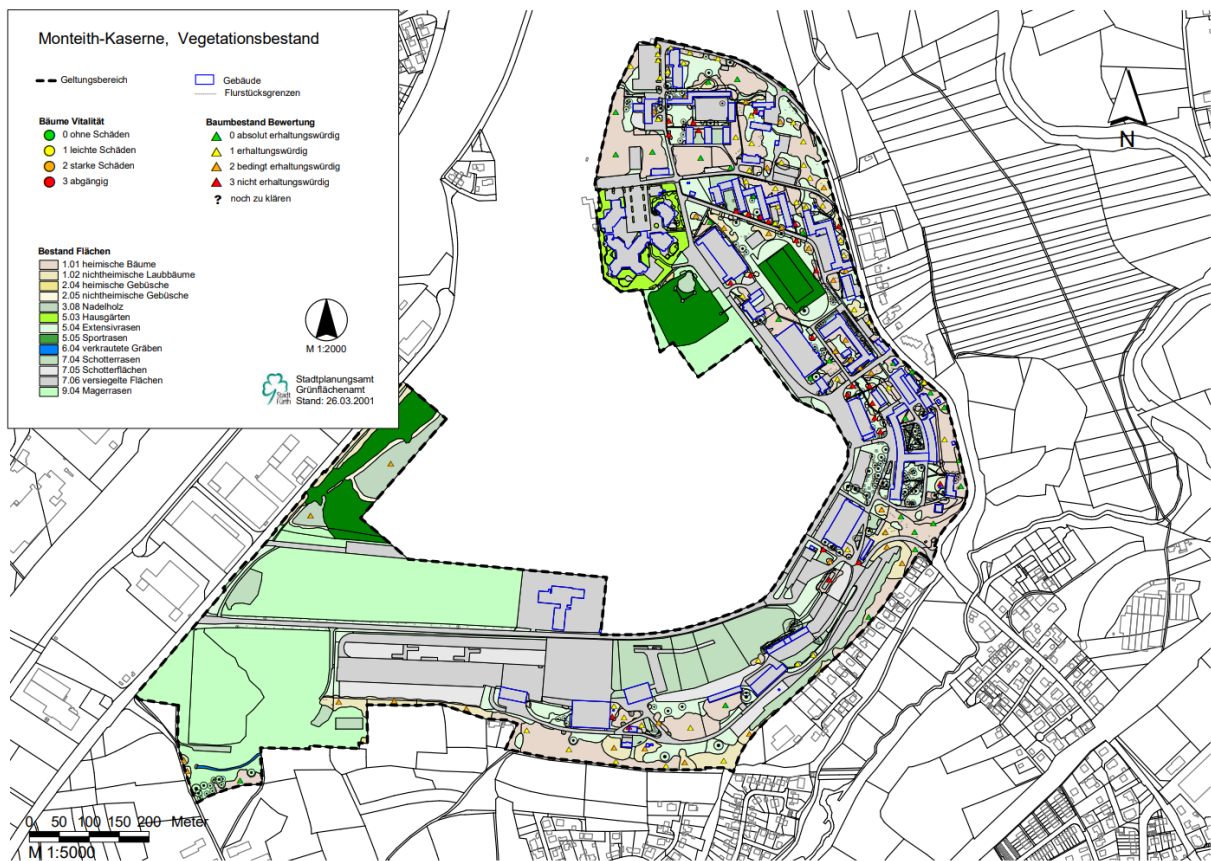 Monteith-Kaserne, Vegetationsbestand
Geltungsbereich
Gebäude
Flurstücksgrenzen
Bäume Vitalität
0 ohne Schäden
1 leichte Schäden
2 starke Schäden
3 abgängig
Baumbestand Bewertung
0 absolut erhaltungswürdig
1 erhaltungswürdig
2 bedingt erhaltungswürdig
3 nicht erhaltungswürdig
? noch zu klären
Bestand Flächen
1.01 heimische Bäume
1.02 nichtheimische Laubbäume
2.04 heimische Gebüsche
2.05 nichtheimische Gebüsche
3.08 Nadelholz
5.03 Hausgärten
5.04 Extensivrasen
5.05 Sportrasen
6.04 verkrautete Gräben
7.04 Schotterrasen
7.05 Schotterflächen
7.06 versiegelte Flächen
9.04 Magerrasen
M 1:2000
Stadt
Fürth
Stadtplanungsamt
Grünflächenamt
Stand: 26.03.2001
N
0 50 100 150 200 Meter
M 1:5000